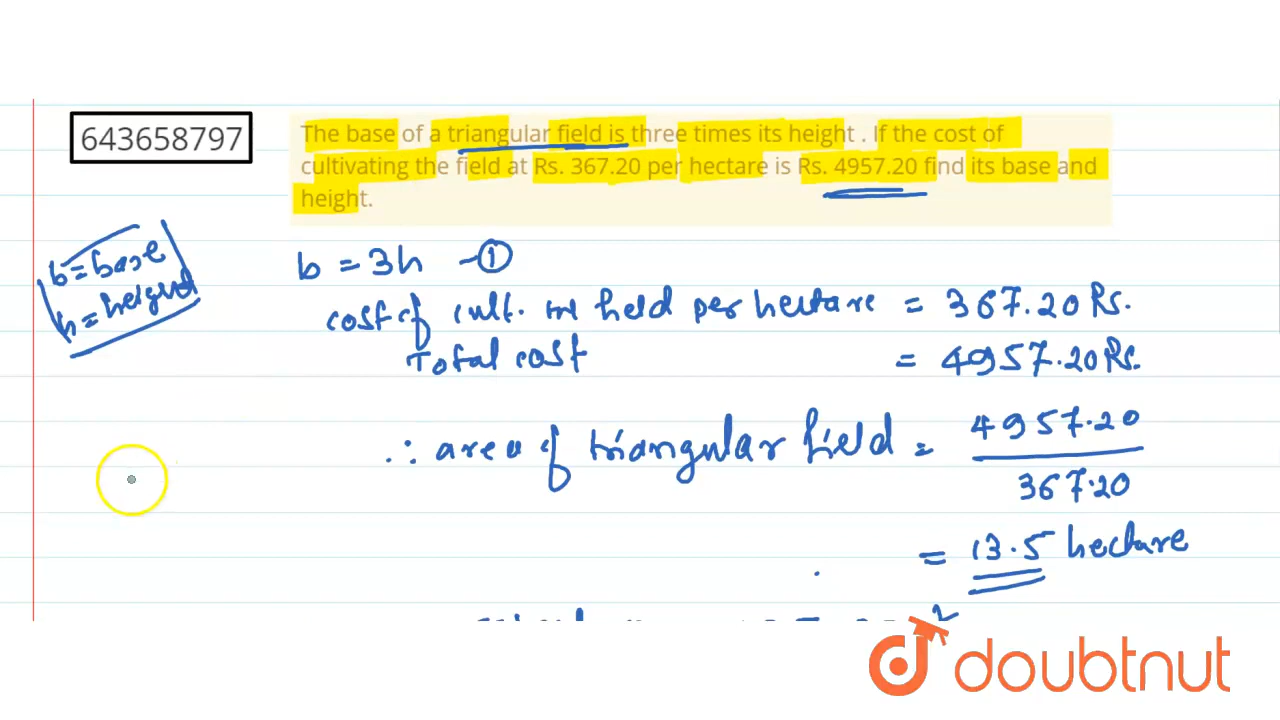 643658797
The base of a triangular field is three times its height . If the cost of
cultivating the field at Rs. 367.20 per hectare is Rs. 4957.20 find its base and
height.
b = base
h = height
b = 3h - ①
cost of cult. field per hectare = 367.20 Rs.
Total cost = 4957.20 Rs.
∴ area of triangular field = 4957.20
367.20
= 13.5 hectare
doubtnut